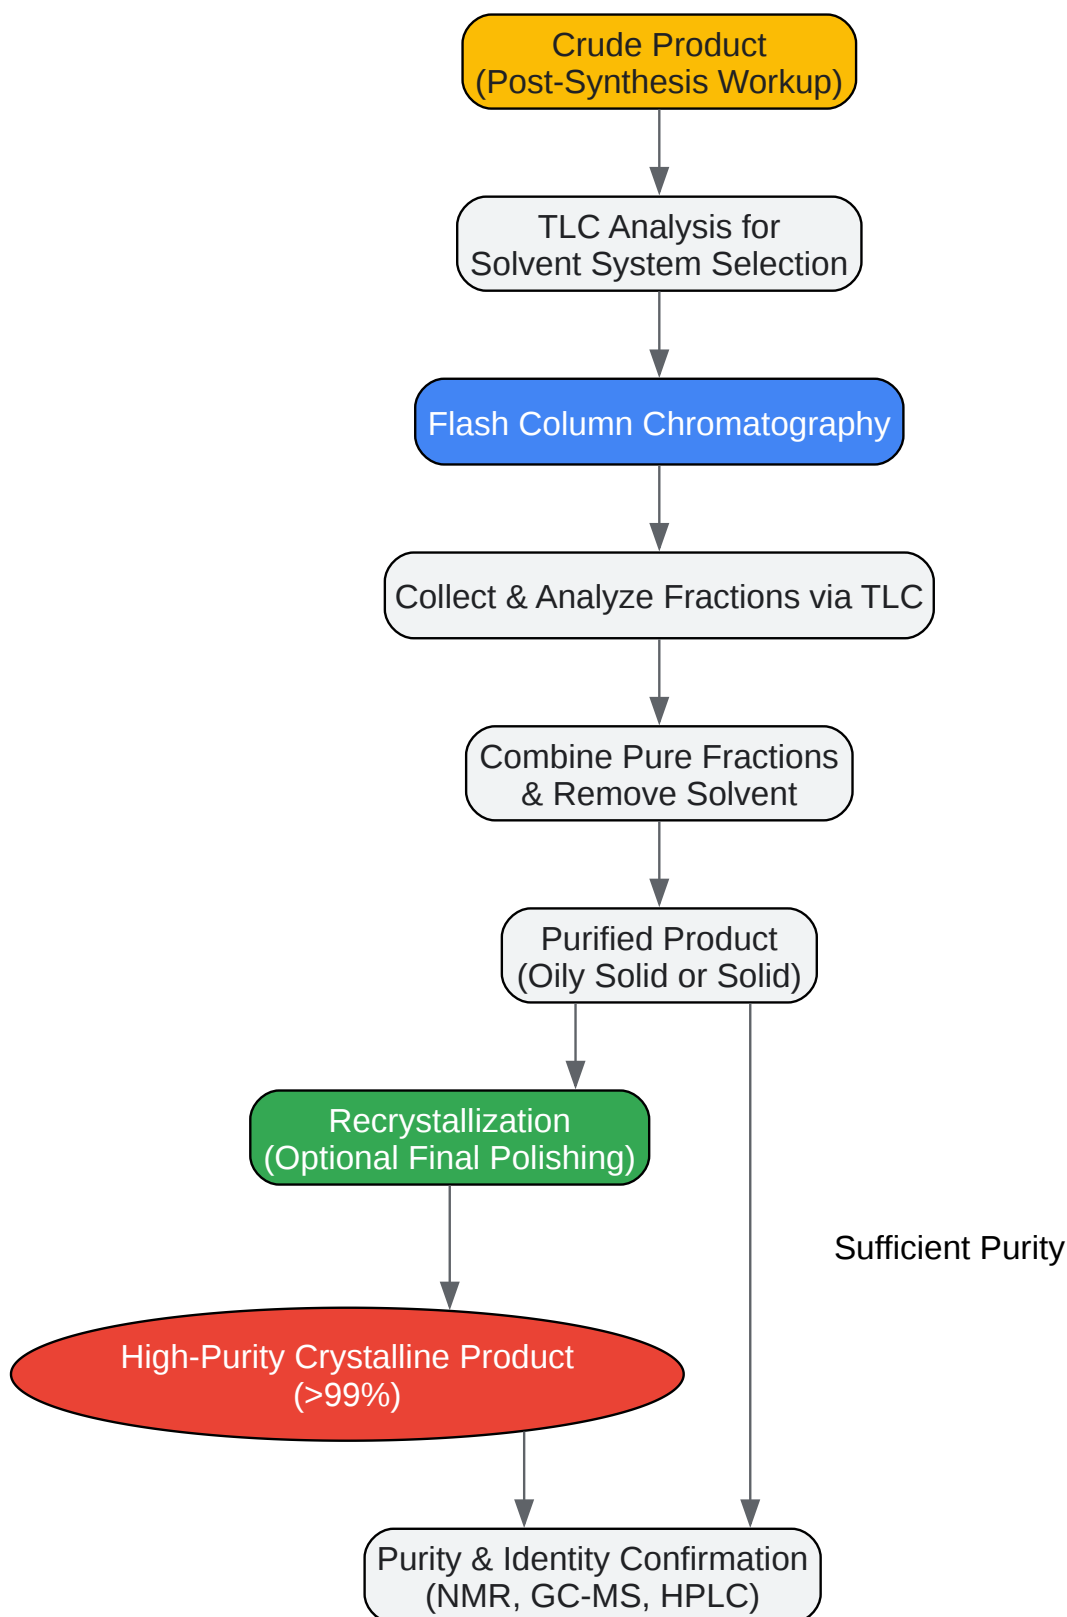 Crude Product
(Post-Synthesis Workup)
TLC Analysis for
Solvent System Selection
Flash Column Chromatography
Collect & Analyze Fractions via TLC
Combine Pure Fractions
& Remove Solvent
Purified Product
(Oily Solid or Solid)
Recrystallization
(Optional Final Polishing)
Sufficient Purity
High-Purity Crystalline Product
(>99%)
Purity & Identity Confirmation
(NMR, GC-MS, HPLC)